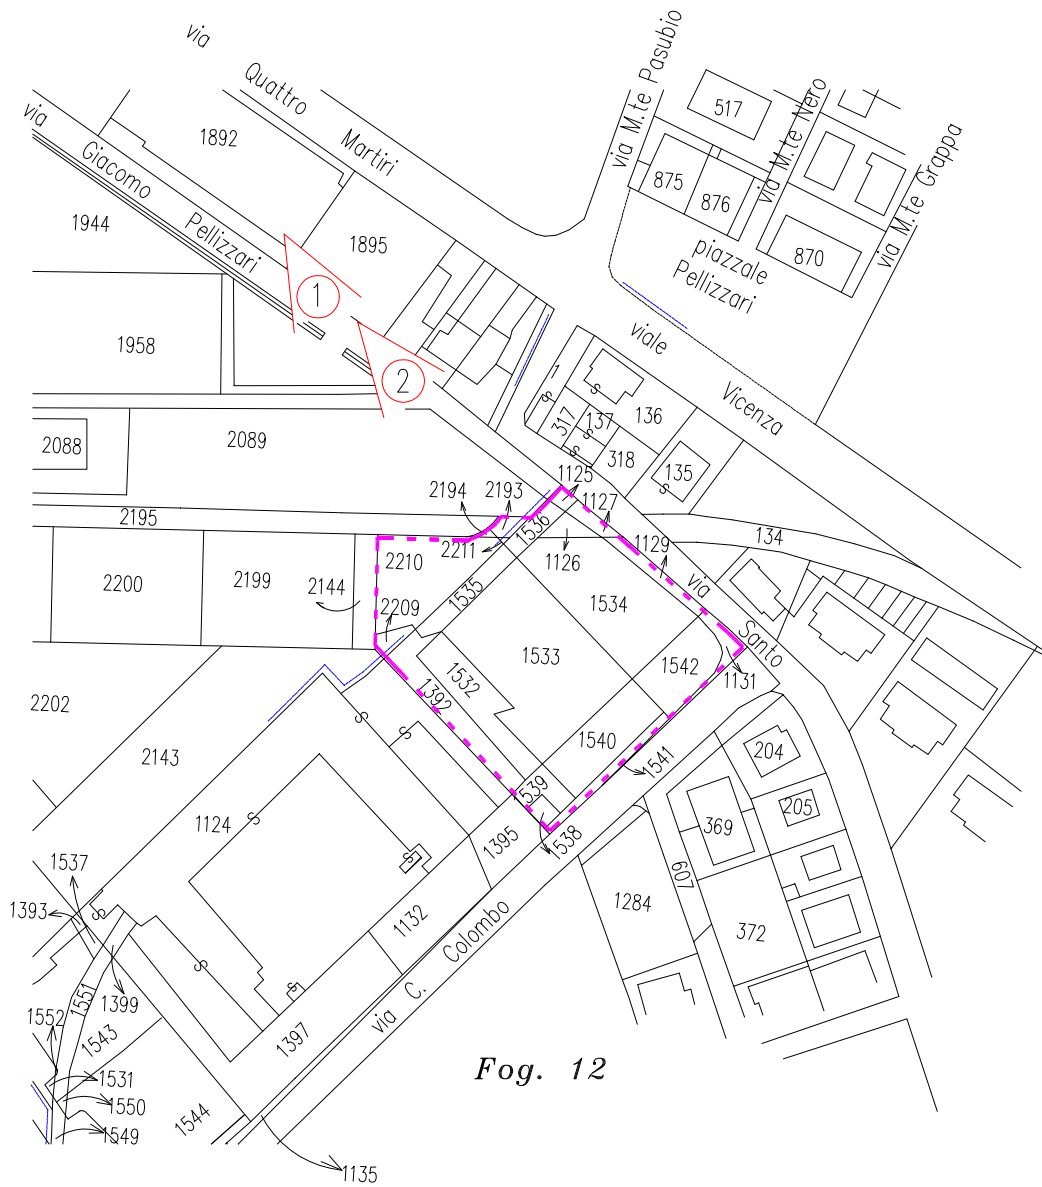 via
Quattro
Martiri
via M.te Pasubio
517
via M.te Nero
via M.te Grappa
via
Giacomo
Pellizzari
1892
875
876
870
1944
1895
piazzale
Pellizzari
1
viale
Vicenza
1958
2
1
S
S
136
317
137
S
S
318
135
S
2088
2089
1125
2194
2193
1127
2195
1536
134
2211
2210
1126
1129
2200
2199
2144
2209
1535
1534
via
Santo
1533
1542
1532
1392
1131
2202
2143
S
S
1540
1541
204
1539
205
1124
S
1538
369
1395
S
1537
607
1393
S
1132
1284
372
Colombo
S
S
1551
1399
via C.
1552
1543
1397
Fog. 12
1531
1550
1544
1549
1135